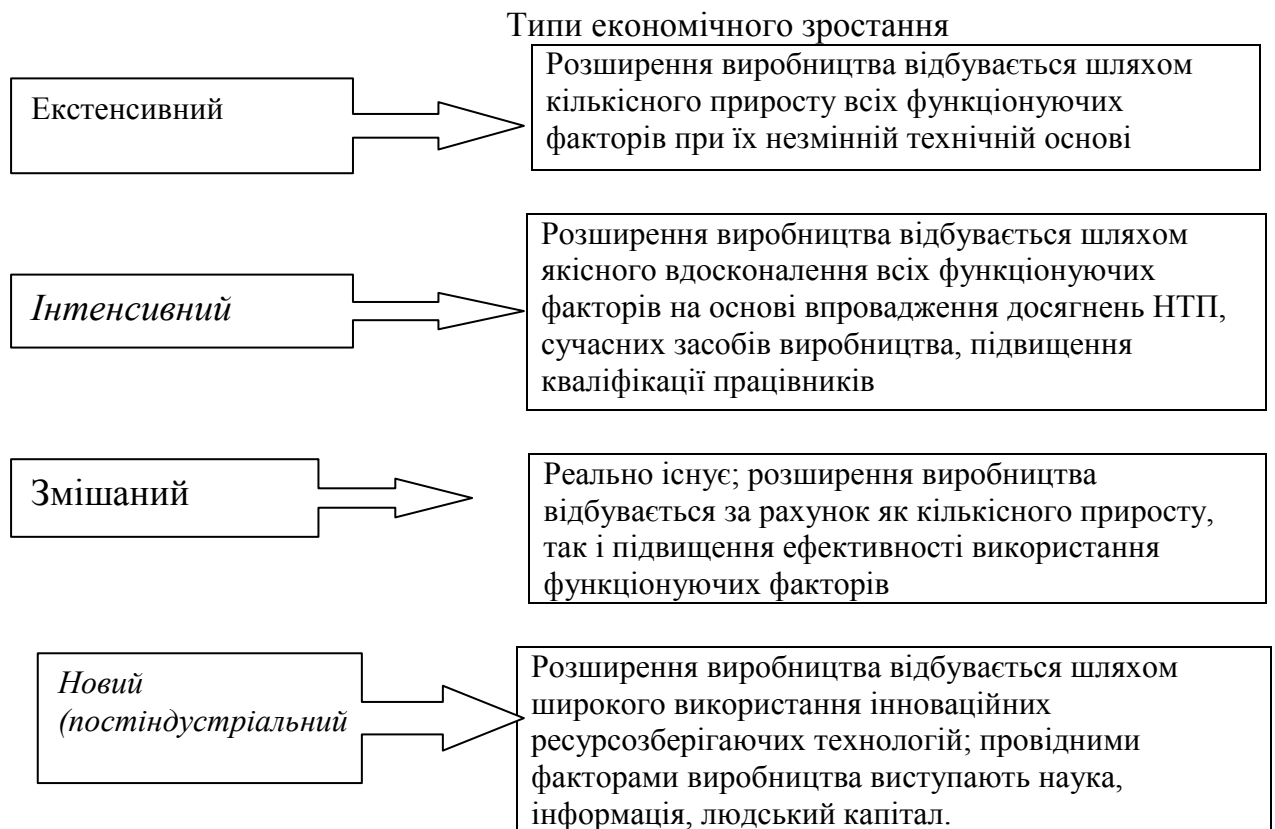 Типи економічного зростання
Екстенсивний
Розширення виробництва відбувається шляхом
кількісного приросту всіх функціонуючих
факторів при їх незмінній технічній основі
Інтенсивний
Розширення виробництва відбувається шляхом
якісного вдосконалення всіх функціонуючих
факторів на основі впровадження досягнень НТП,
сучасних засобів виробництва, підвищення
кваліфікації працівників
Змішаний
Реально існує; розширення виробництва
відбувається за рахунок як кількісного приросту,
так і підвищення ефективності використання
функціонуючих факторів
Новий
(постіндустріальний
Розширення виробництва відбувається шляхом
широкого використання інноваційних
ресурсозберігаючих технологій; провідними
факторами виробництва виступають наука,
інформація, людський капітал.